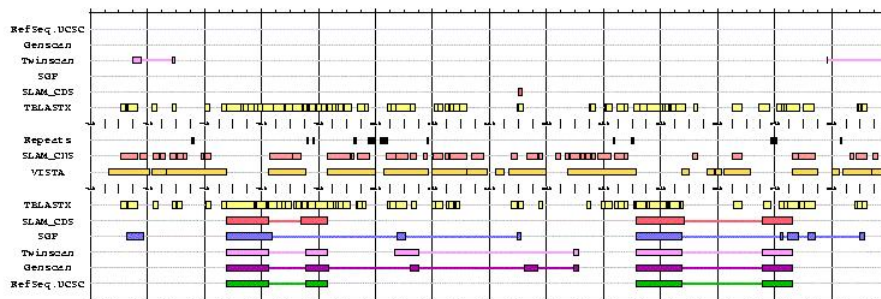 RefSeq.UCSC
Genscan
Twinscan
SGP
SLAM_CDS
TBLASTX
Repeats
SLAM_CNS
VISTA
TBLASTX
SLAM_CDS
SGP
Twinscan
Genscan
RefSeq.UCSC